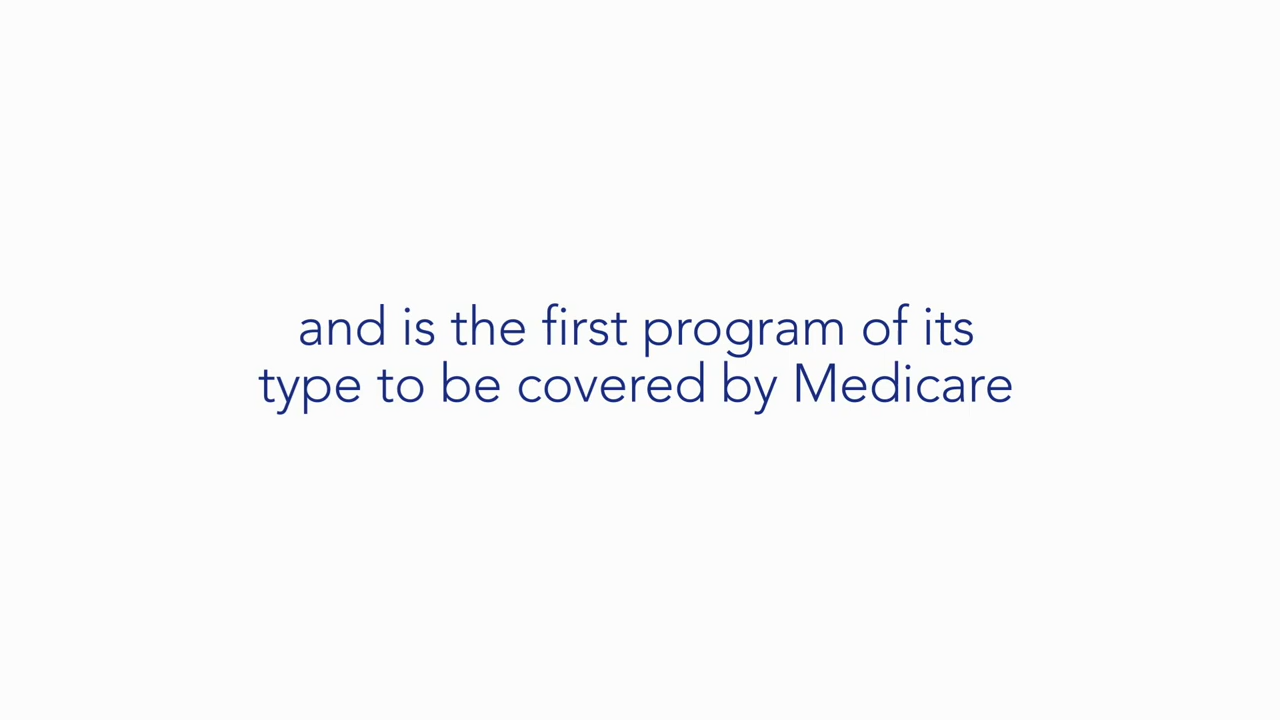 and is the first program of its
type to be covered by Medicare